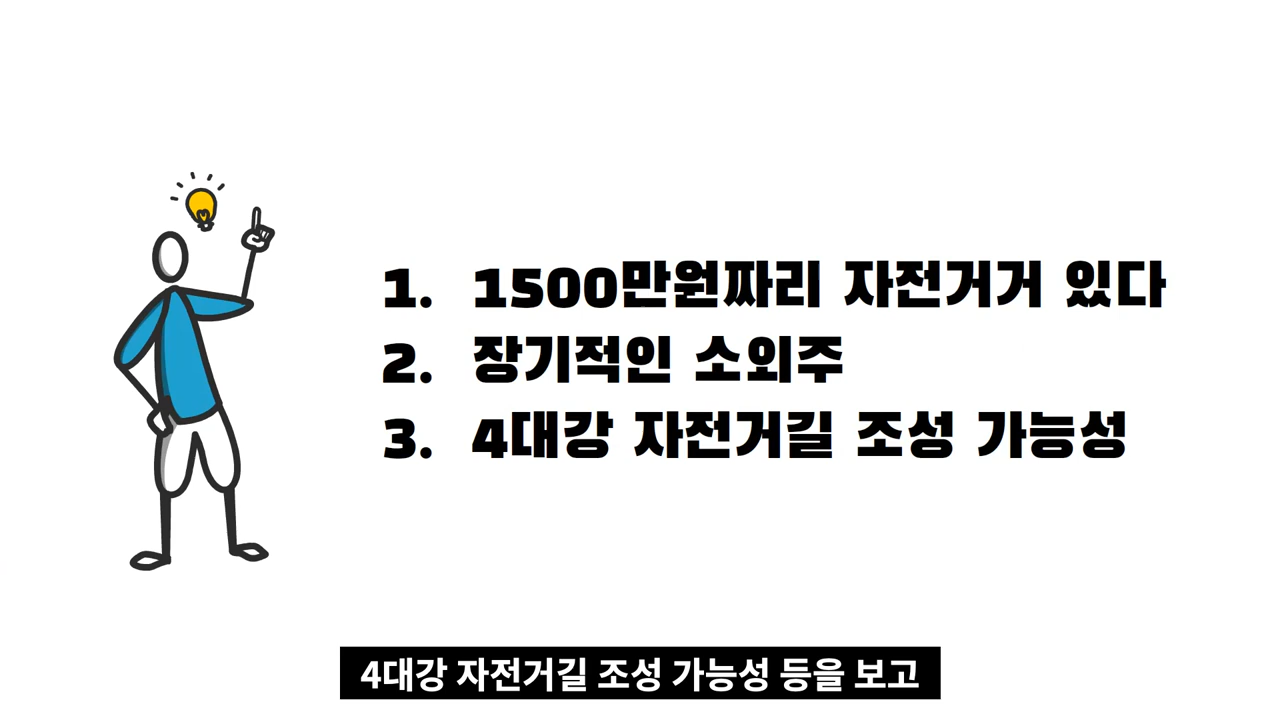 1. 1500만원짜리 자전거거 있다
2. 장기적인 소외주
3. 4대강 자전거길 조성 가능성
4대강 자전거길 조성 가능성 등을 보고